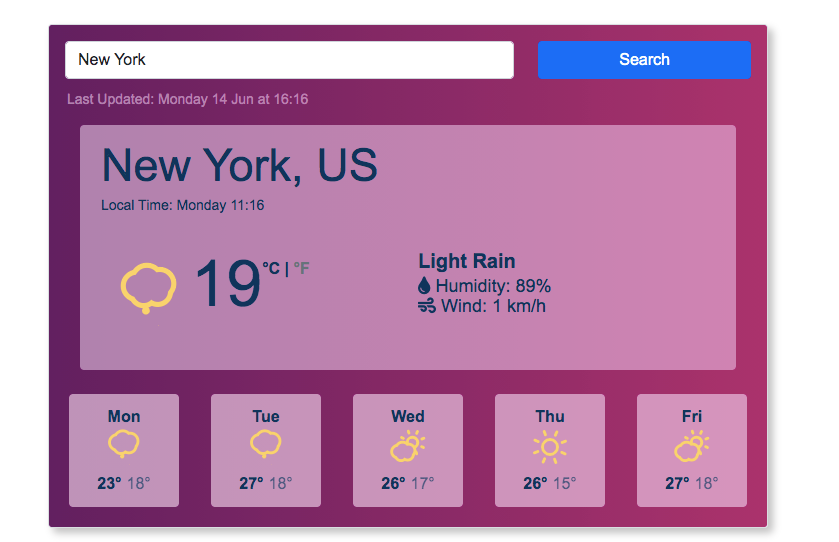 New York
Search
Last Updated: Monday 14 Jun at 16:16
New York, US
Local Time: Monday 11:16
19°C | °F
Light Rain
Humidity: 89%
Wind: 1 km/h
Mon
23° 18°
Tue
27° 18°
Wed
26° 17°
Thu
26° 15°
Fri
27° 18°